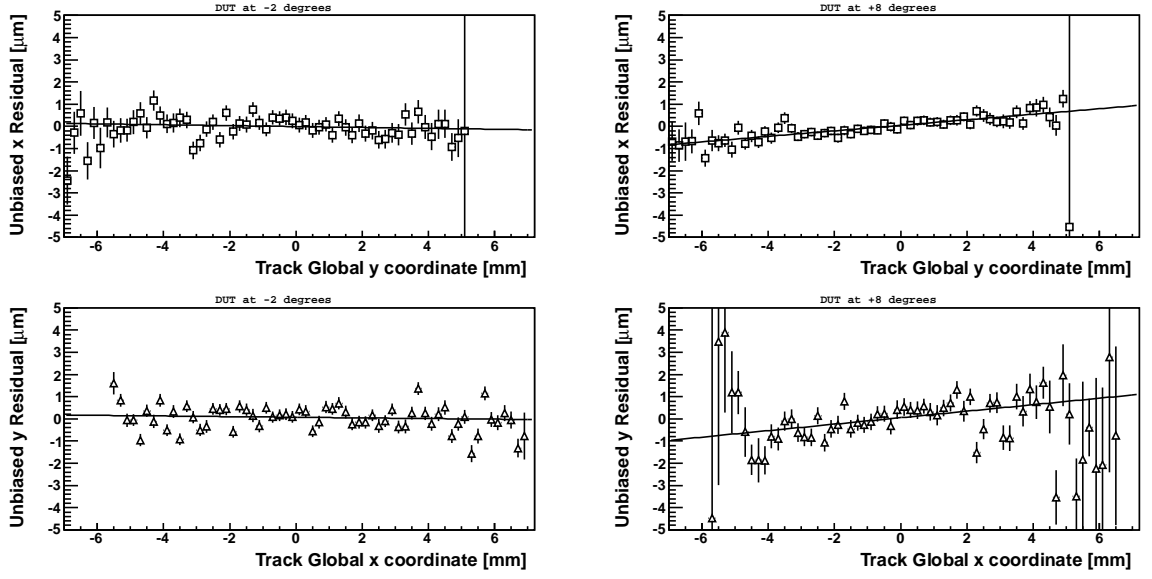 DUT at -2 degrees
Unbiased x Residual [μm]
5
4
3
2
1
0
-1
-2
-3
-4
-5
-6 -4 -2 0 2 4 6
Track Global y coordinate [mm]
DUT at +8 degrees
Unbiased x Residual [μm]
5
4
3
2
1
0
-1
-2
-3
-4
-5
-6 -4 -2 0 2 4 6
Track Global y coordinate [mm]
DUT at -2 degrees
Unbiased y Residual [μm]
5
4
3
2
1
0
-1
-2
-3
-4
-5
-6 -4 -2 0 2 4 6
Track Global x coordinate [mm]
DUT at +8 degrees
Unbiased y Residual [μm]
5
4
3
2
1
0
-1
-2
-3
-4
-5
-6 -4 -2 0 2 4 6
Track Global x coordinate [mm]